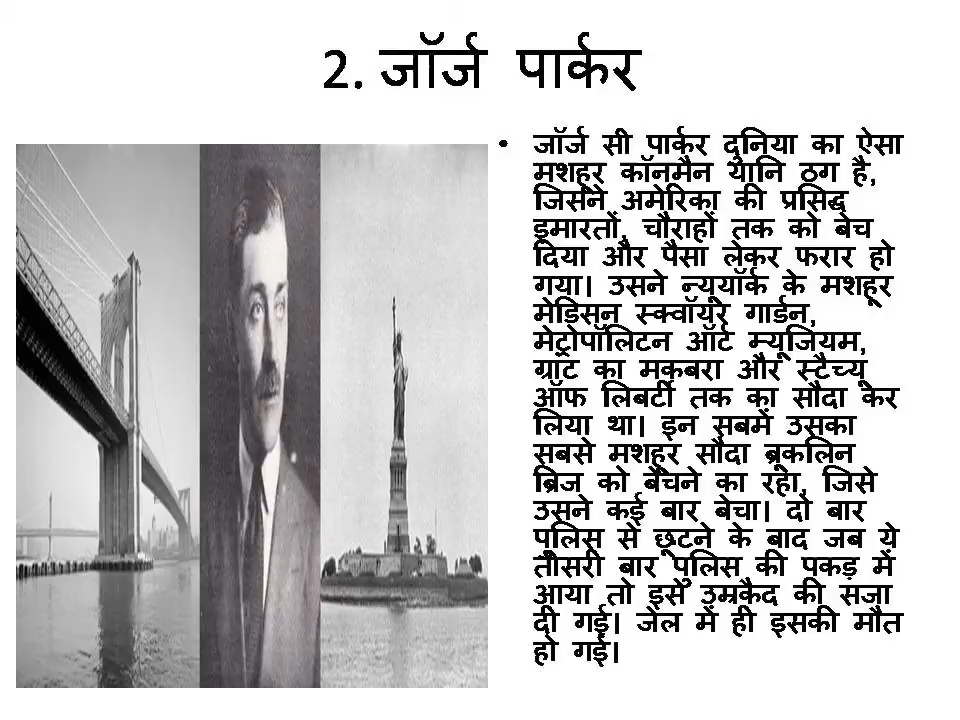 2. जॉर्ज पार्कर
• जॉर्ज सी पार्कर दुनिया का ऐसा
मशहूर कॉनमैन यानि ठग है,
जिसने अमेरिका की प्रसिद्ध
इमारतों, चौराहों तक को बेच
दिया और पैसा लेकर फरार हो
गया। उसने न्यूयॉर्क के मशहूर
मेडिसन स्क्वॉयर गार्डन,
मेट्रोपॉलिटन ऑर्ट म्यूजियम,
ग्रांट का मकबरा और स्टैच्यू
ऑफ लिबर्टी तक का सौदा कर
लिया था। इन सबमें उसका
सबसे मशहूर सौदा ब्रूकलिन
ब्रिज को बेचने का रहा, जिसे
उसने कई बार बेचा। दो बार
पुलिस से छूटने के बाद जब ये
तीसरी बार पुलिस की पकड़ में
आया तो इसे उम्रकैद की सजा
दी गई। जेल में ही इसकी मौत
हो गई।